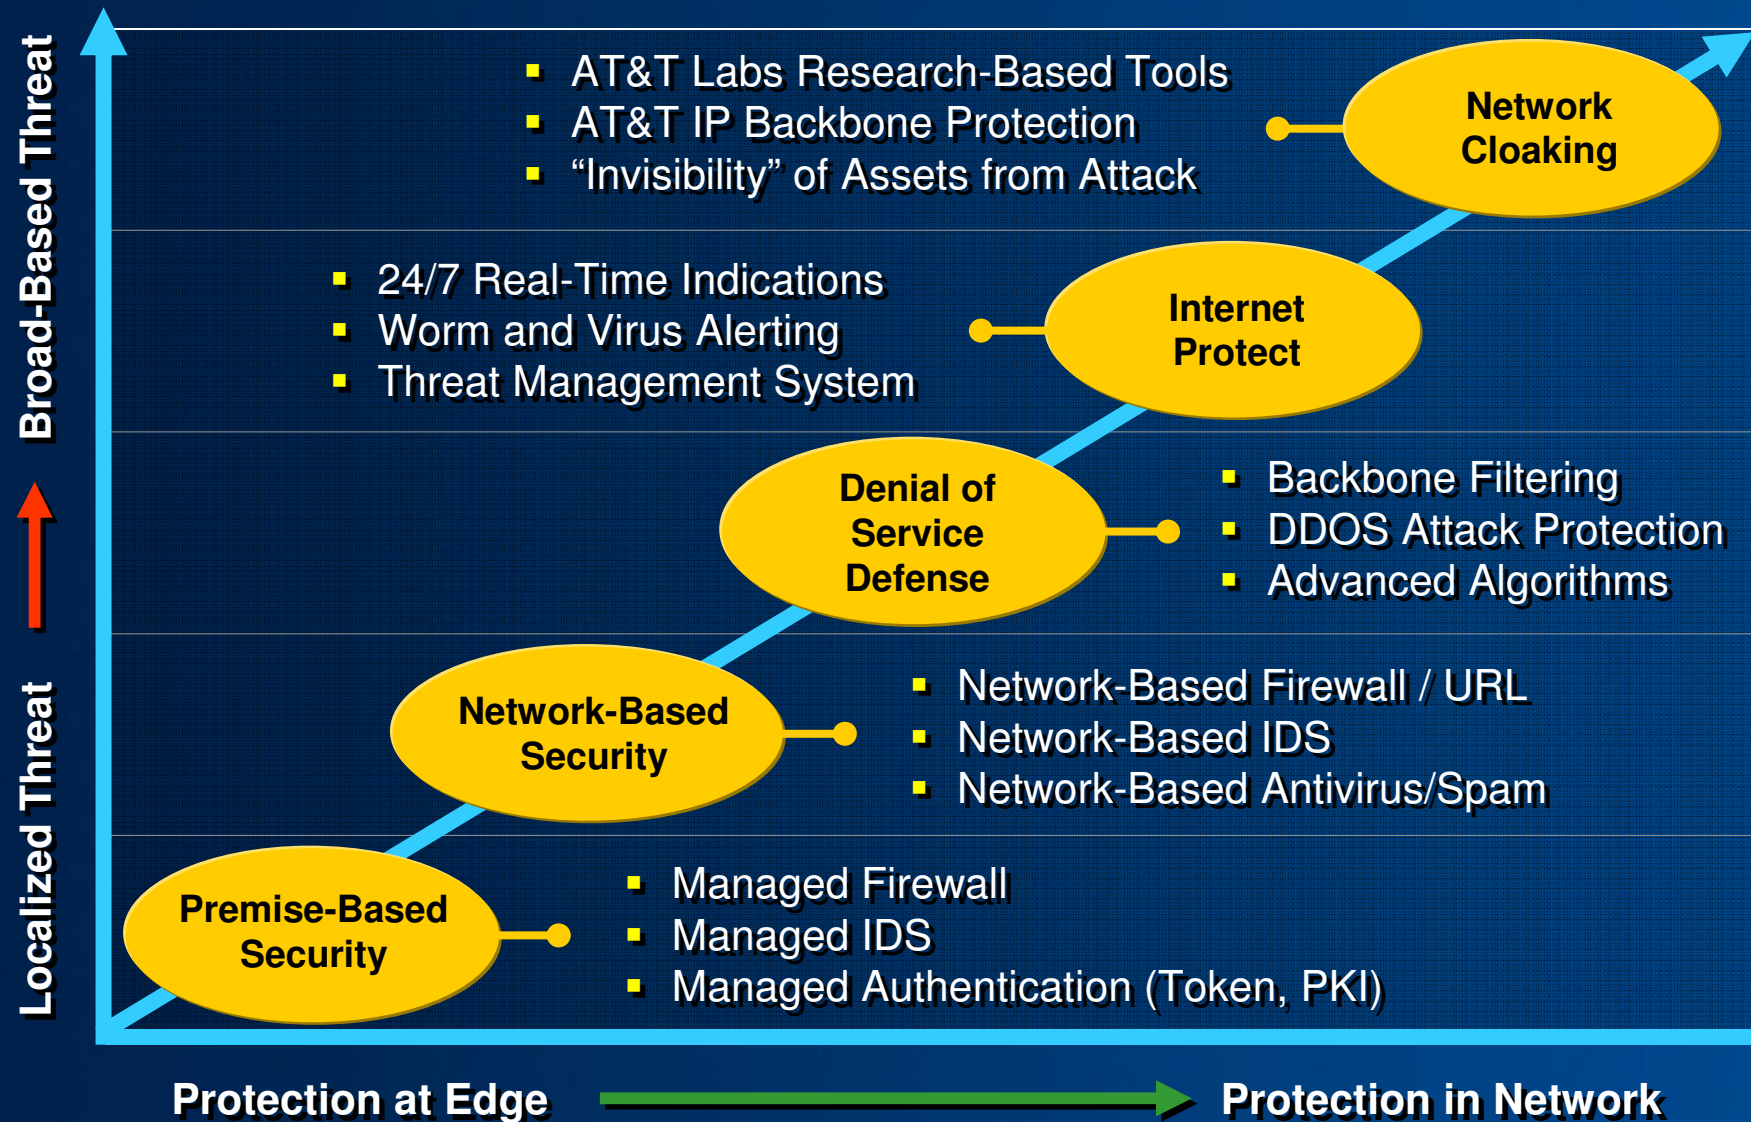 Broad-Based Threat
Localized Threat
AT&T Labs Research-Based Tools
AT&T IP Backbone Protection
“Invisibility” of Assets from Attack
Network
Cloaking
24/7 Real-Time Indications
Worm and Virus Alerting
Threat Management System
Internet
Protect
Denial of
Service
Defense
Backbone Filtering
DDOS Attack Protection
Advanced Algorithms
Network-Based
Security
Network-Based Firewall / URL
Network-Based IDS
Network-Based Antivirus/Spam
Premise-Based
Security
Managed Firewall
Managed IDS
Managed Authentication (Token, PKI)
Protection at Edge
Protection in Network